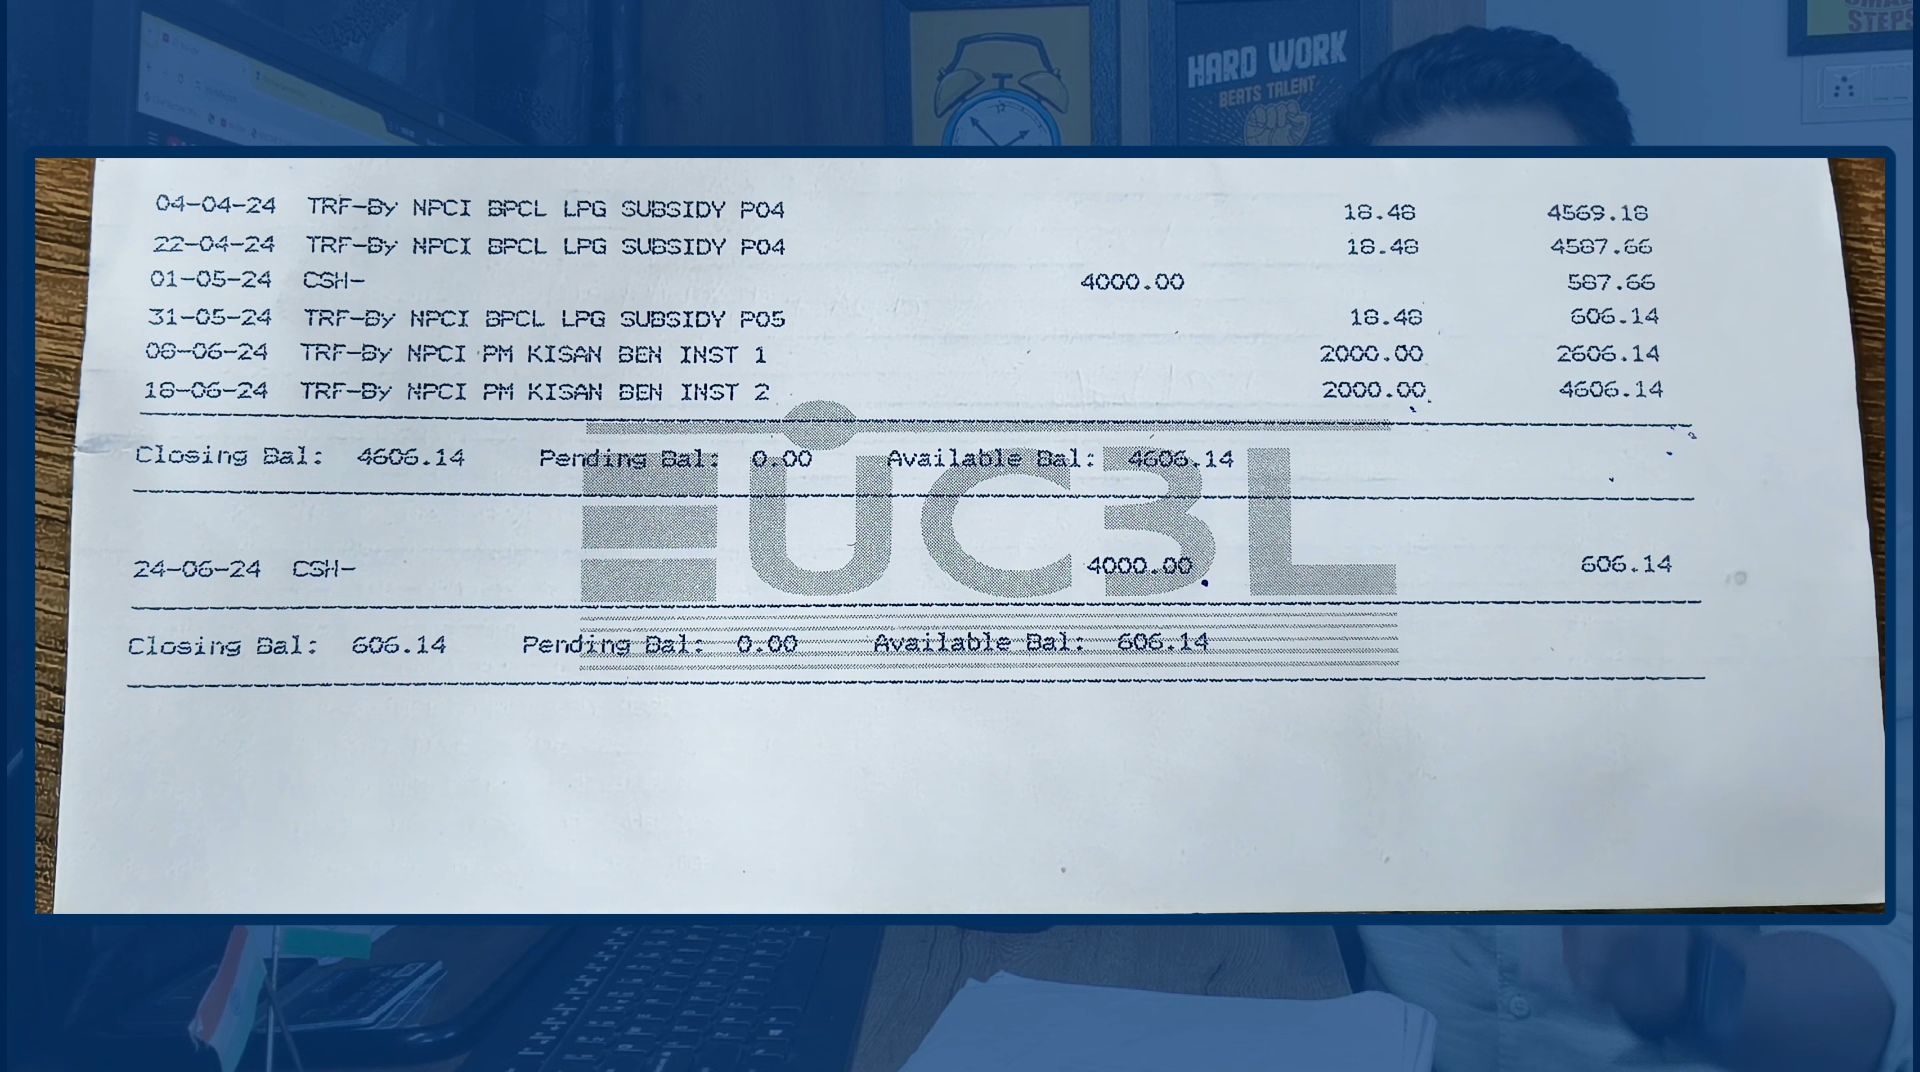 HARD WORK
BEATS TALENT
SMALL
STEPS
04-04-24 TRF-By NPCI BPCL LPG SUBSIDY P04 18.48 4569.18
22-04-24 TRF-By NPCI BPCL LPG SUBSIDY P04 18.48 4587.66
01-05-24 CSH- 4000.00 587.66
31-05-24 TRF-By NPCI BPCL LPG SUBSIDY P05 18.48 606.14
08-06-24 TRF-By NPCI PM KISAN BEN INST 1 2000.00 2606.14
18-06-24 TRF-By NPCI PM KISAN BEN INST 2 2000.00 4606.14
Closing Bal: 4606.14 Pending Bal: 0.00 Available Bal: 4606.14
UCBL
24-06-24 CSH- 4000.00 606.14
Closing Bal: 606.14 Pending Bal: 0.00 Available Bal: 606.14